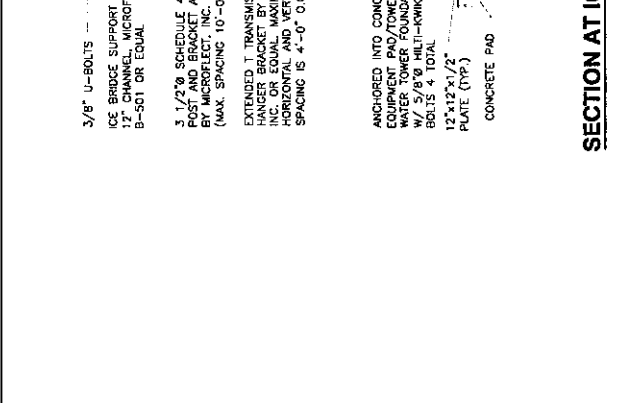 3/8" U-BOLTS
ICE BRIDGE SUPPORT
12" CHANNEL, MICROF
B-501 OR EQUAL
3 1/2"Ø SCHEDULE 4
POST AND BRACKET A
BY MICROFLECT, INC.
(MAX. SPACING 10'-0
EXTENDED T TRANSMIS
HANGER BRACKET BY
INC. OR EQUAL. MAXI
HORIZONTAL AND VER
SPACING IS 4'-0" O.
ANCHORED INTO CONC
EQUIPMENT PAD/TOWE
WATER TOWER FOUNDA
W/ 5/8"Ø HILTI-KWIK
BOLTS 4 TOTAL
12"x12"x1/2"
PLATE (TYP.)
CONCRETE PAD
SECTION AT I